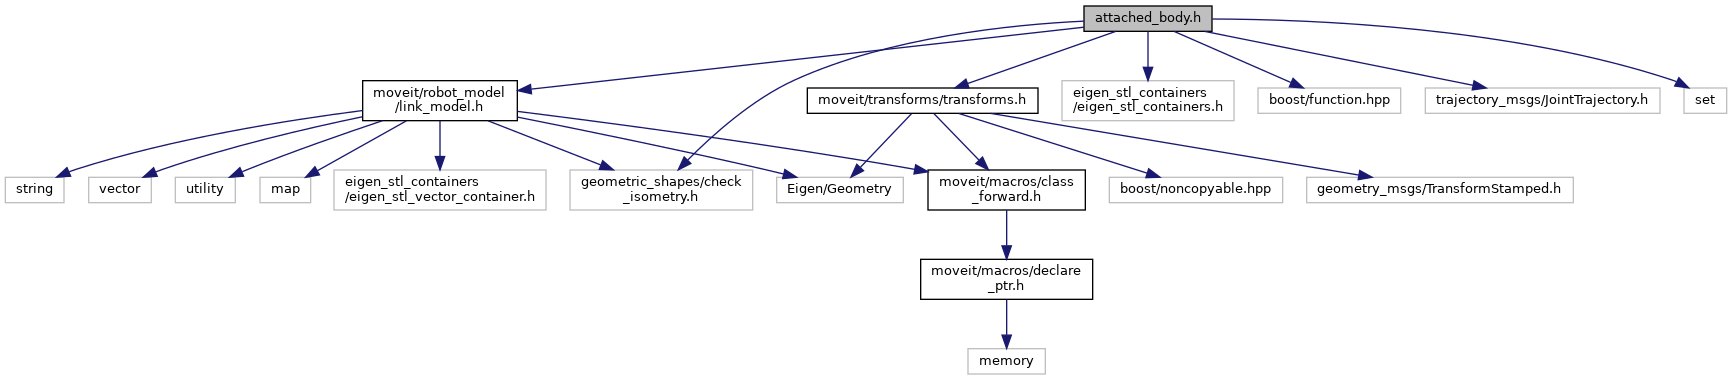 attached_body.h
moveit/robot_model
/link_model.h
moveit/transforms/transforms.h
eigen_stl_containers
/eigen_stl_containers.h
boost/function.hpp
trajectory_msgs/JointTrajectory.h
set
string
vector
utility
map
eigen_stl_containers
/eigen_stl_vector_container.h
geometric_shapes/check
_isometry.h
Eigen/Geometry
moveit/macros/class
_forward.h
boost/noncopyable.hpp
geometry_msgs/TransformStamped.h
moveit/macros/declare
_ptr.h
memory